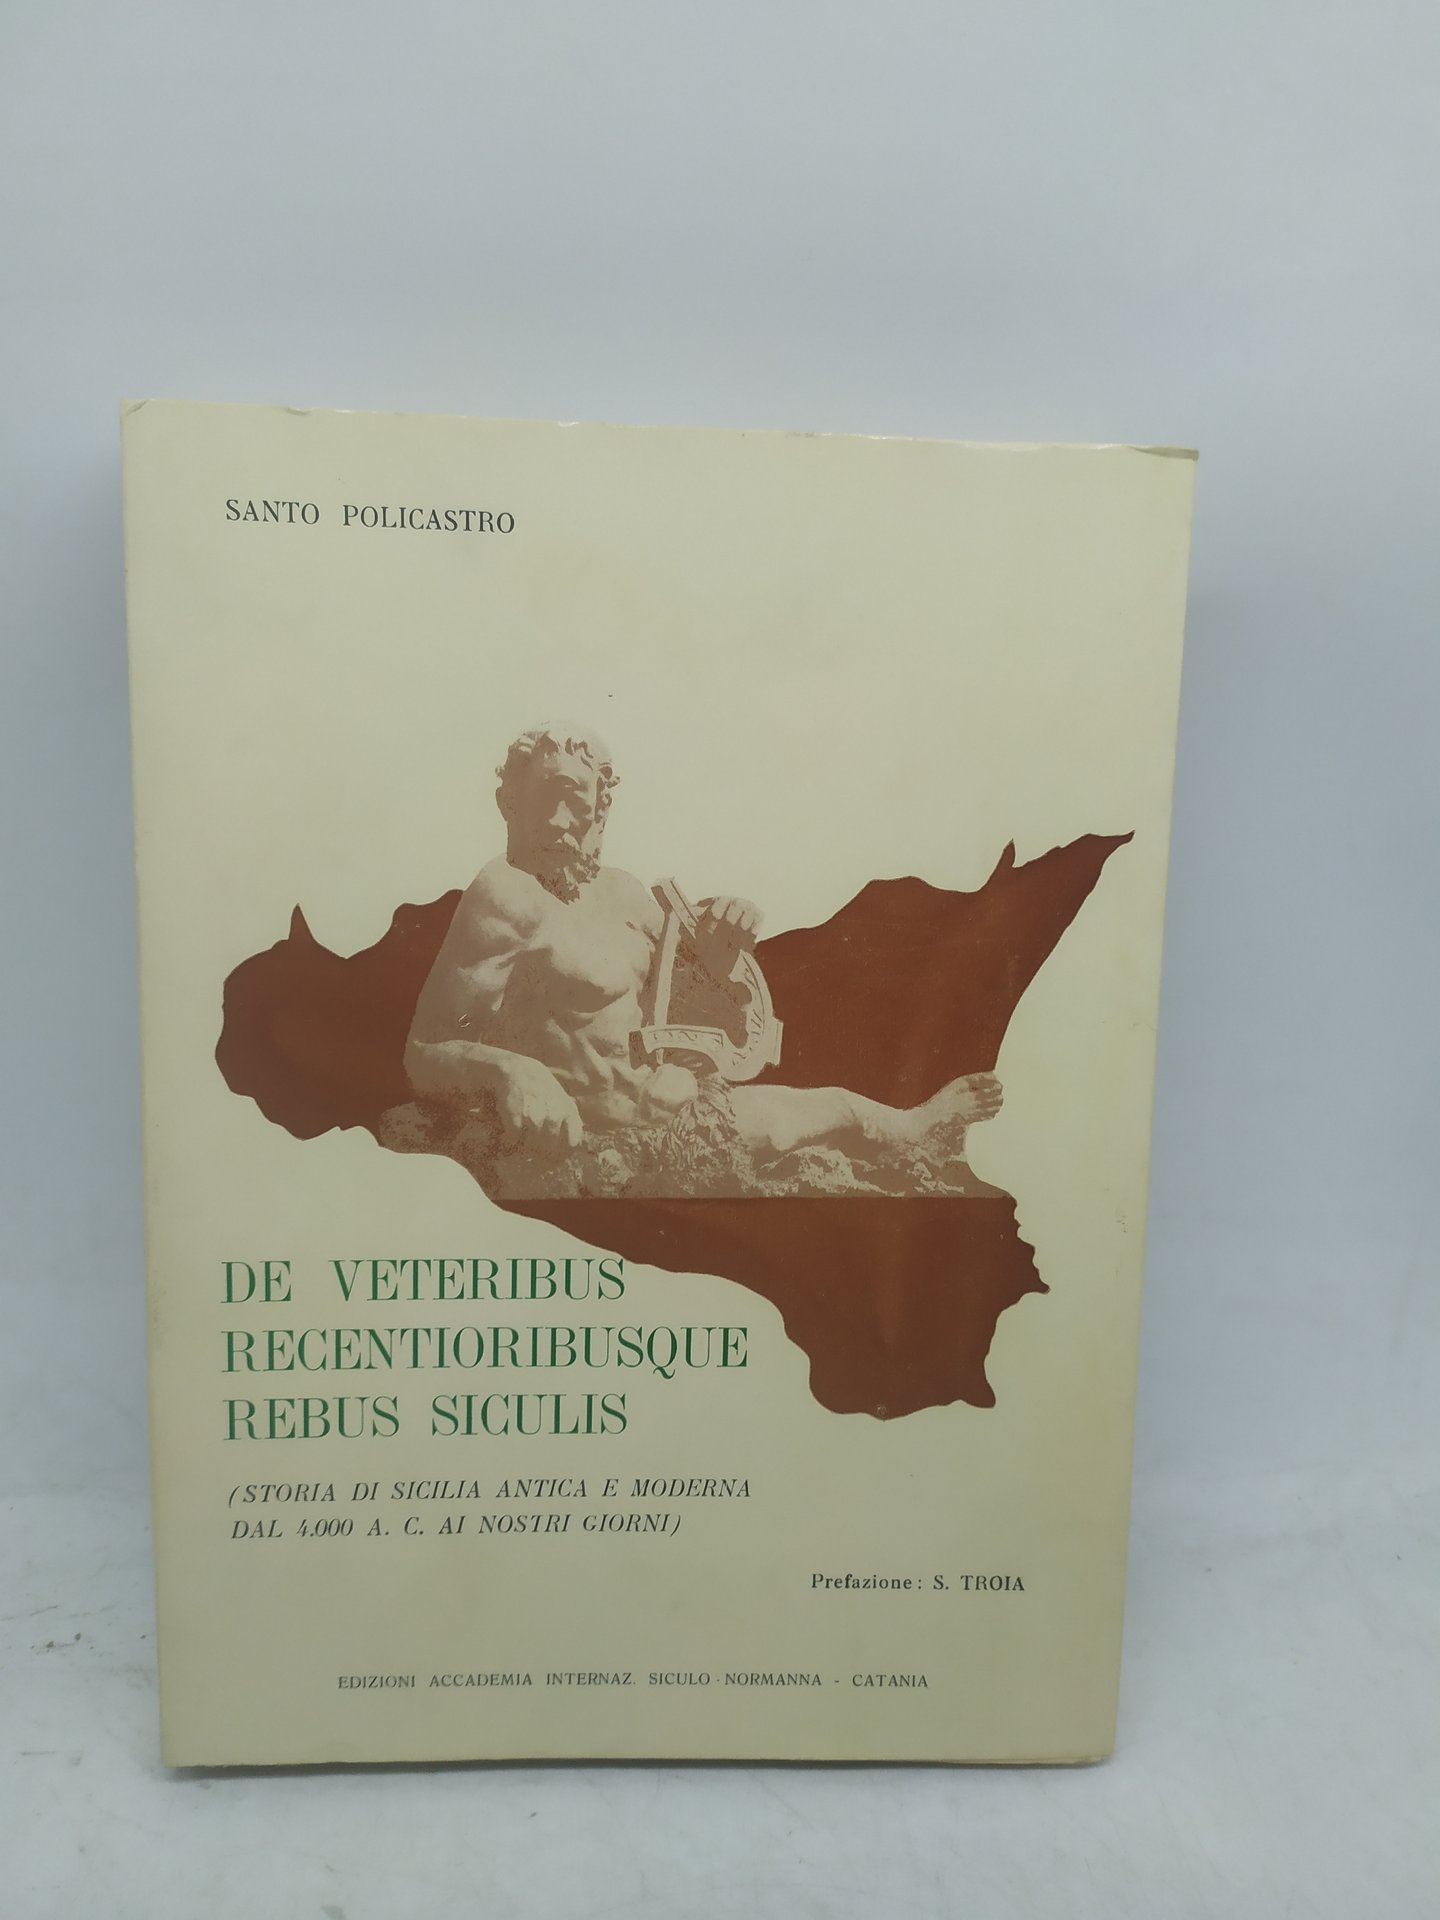 SANTO POLICASTRO
DE VETERIBUS
RECENTIORIBUSQUE
REBUS SICULIS
(STORIA DI SICILIA ANTICA E MODERNA
DAL 4.000 A. C. AI NOSTRI GIORNI)
Prefazione: S. TROIA
EDIZIONI ACCADEMIA INTERNAZ. SICULO-NORMANNA - CATANIA